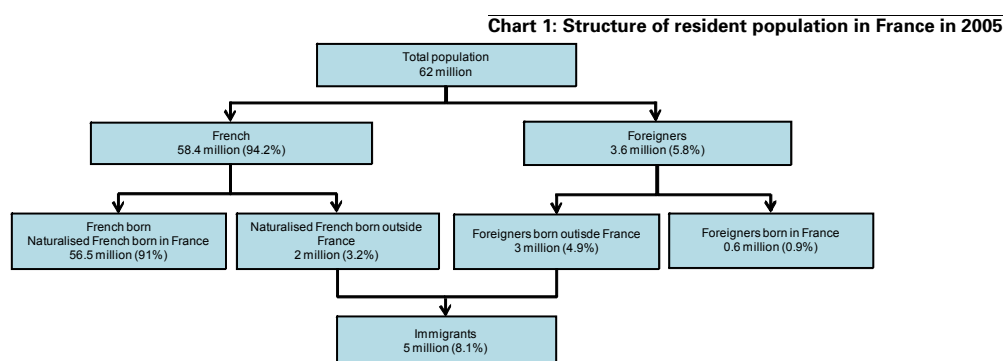 Chart 1: Structure of resident population in France in 2005
Total population
62 million
French
58.4 million (94.2%)
Foreigners
3.6 million (5.8%)
French born
Naturalised French born in France
56.5 million (91%)
Naturalised French born outside
France
2 million (3.2%)
Foreigners born outisde France
3 million (4.9%)
Foreigners born in France
0.6 million (0.9%)
Immigrants
5 million (8.1%)